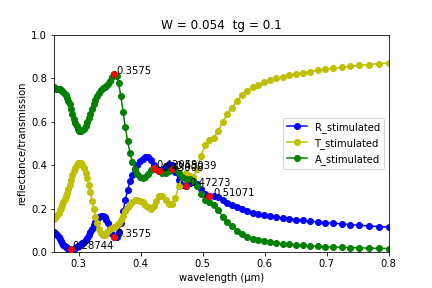 W = 0.054 tg = 0.1
reflectance/transmission
1.0
0.8
0.6
0.4
0.2
0.0
0.3575
0.47273
0.51071
0.3575
0.28744
R_stimulated
T_stimulated
A_stimulated
0.3
0.4
0.5
0.6
0.7
0.8
wavelength (μm)